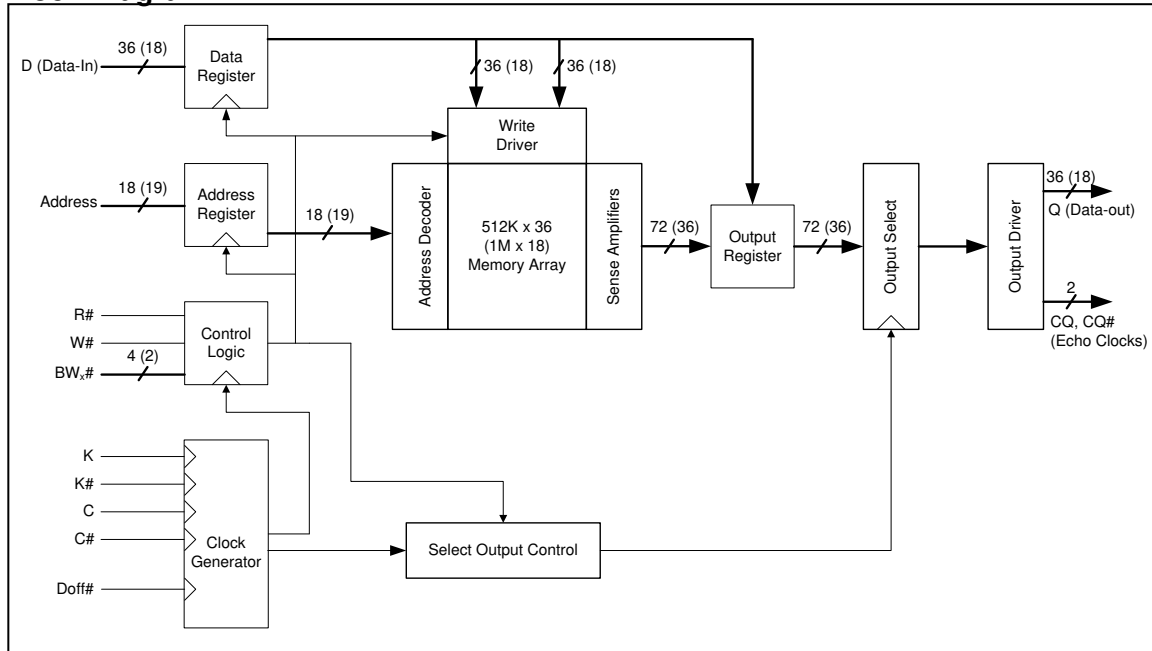 36 (18)
D (Data-In)
Data
Register
36 (18)
36 (18)
Write
Driver
18 (19)
Address
Address
Register
18 (19)
Address Decoder
512K x 36
(1M x 18)
Memory Array
Sense Amplifiers
72 (36)
Output
Register
72 (36)
Output Select
Output Driver
36 (18)
Q (Data-out)
2
CQ, CQ#
(Echo Clocks)
R#
W#
4 (2)
BWx#
Control
Logic
K
K#
C
C#
Doff#
Clock
Generator
Select Output Control